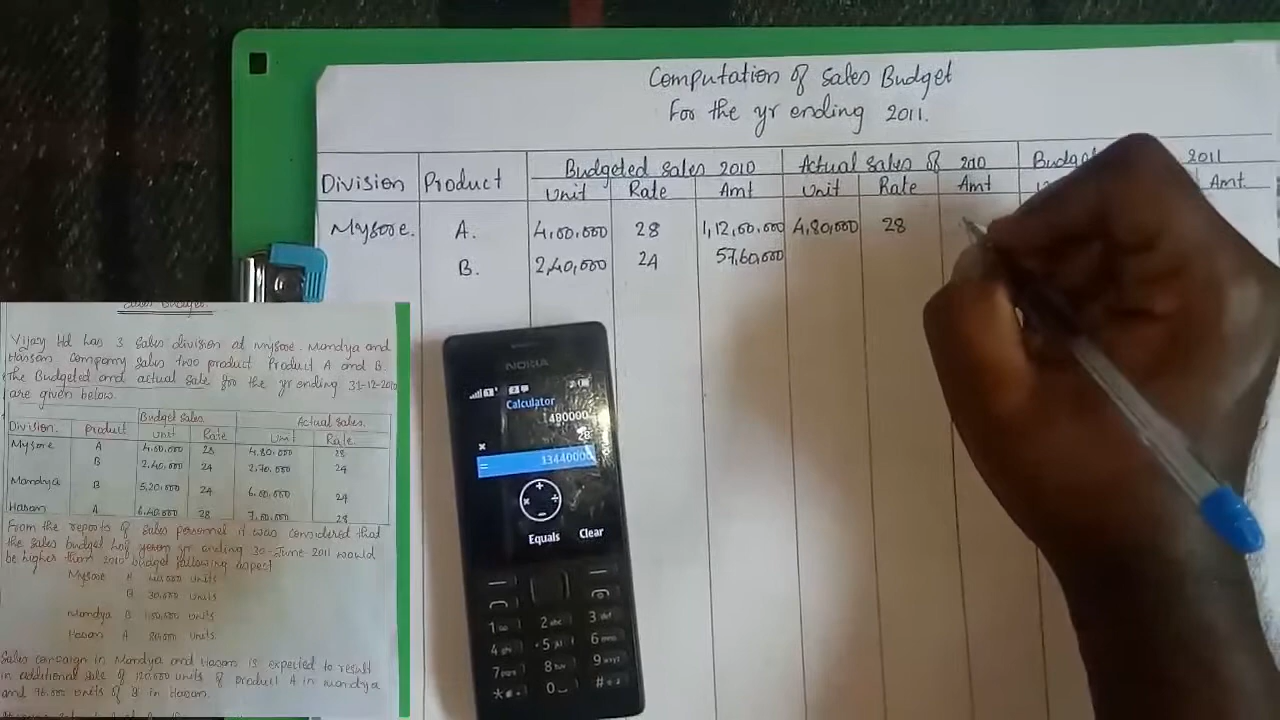 Computation of Sales Budget
For the yr ending 2011.
Division Product Budgeted Sales 2010 Actual Sales of 2010 2011
Unit Rate Amt Unit Rate Amt Amt
Mysore. A. 4,00,000 28 1,12,00,000 4,80,000 28
B. 2,40,000 24 57,60,000
NOKIA
Calculator
480000
× 28
= 13440000
Equals Clear
Sales Budget.
Vijay ltd has 3 Sales division at Mysore. Mandya and
Hassan company sales two product Product A and B.
The Budgeted and actual sale for the yr ending 31-12-2010
are given below.
Budget Sales. Actual Sales.
Division. Product unit Rate unit Rate
Mysore A 4,00,000 28 4,80,000 28
B 2,40,000 24 2,70,000 24
Mandya B 5,20,000 24 6,00,000 24
Hasan A 6,40,000 28 7,00,000 28
From the reports of Sales personnel it was considered that
the Sales budget yr ending 30-June 2011 would
be higher than 2010 budget
Mysore A units
B 30,000 units
Mandya B units
Hasan A 80,000 units
Sales campaign in Mandya and Hasan is expected to result
in additional sale of 120,000 units of product A in mandya
and 96,000 units of B in Hasan.